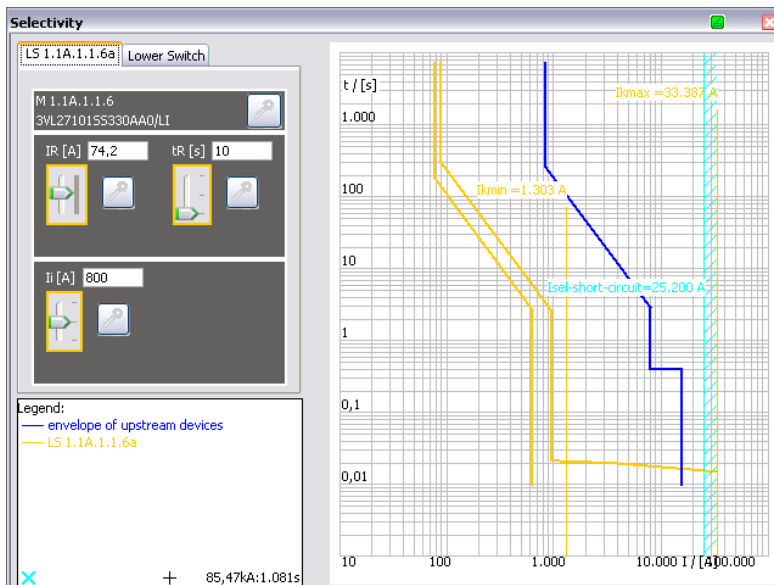 Selectivity
LS 1.1A.1.1.6a
Lower Switch
M 1.1A.1.1.6
3VL27101SS330AA0/LI
IR [A] 74,2
tR [s] 10
Ii [A] 800
Legend:
envelope of upstream devices
LS 1.1A.1.1.6a
85,47kA:1.081s
t / [s]
Ikmax =33.387 A
1.000
100
Ikmin =1.303 A
10
Isel-short-circuit=25.200 A
1
0,1
0,01
10
100
1.000
10.000
I / [A]